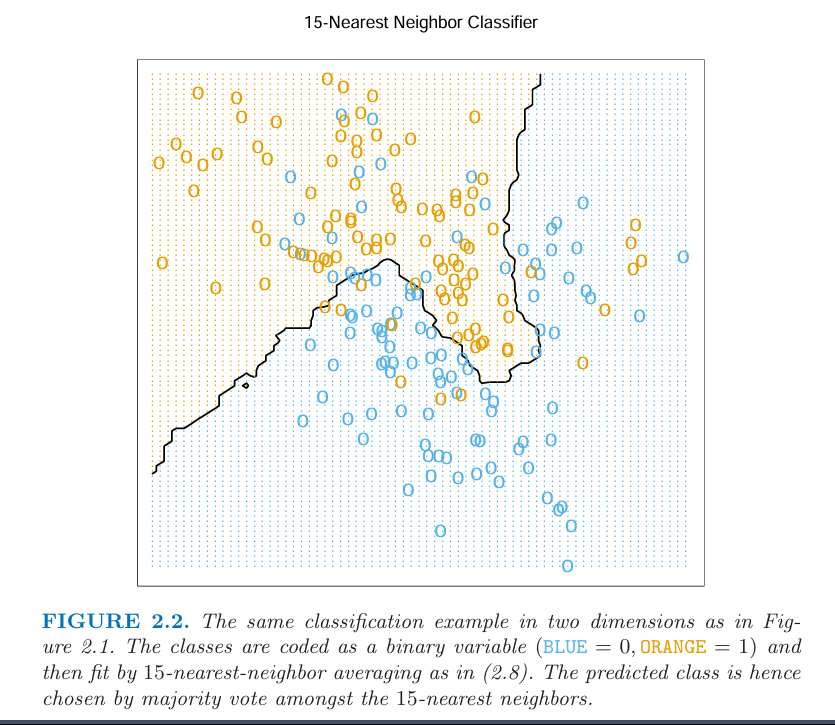 15-Nearest Neighbor Classifier
FIGURE 2.2. The same classification example in two dimensions as in Fig-
ure 2.1. The classes are coded as a binary variable (BLUE = 0, ORANGE = 1) and
then fit by 15-nearest-neighbor averaging as in (2.8). The predicted class is hence
chosen by majority vote amongst the 15-nearest neighbors.